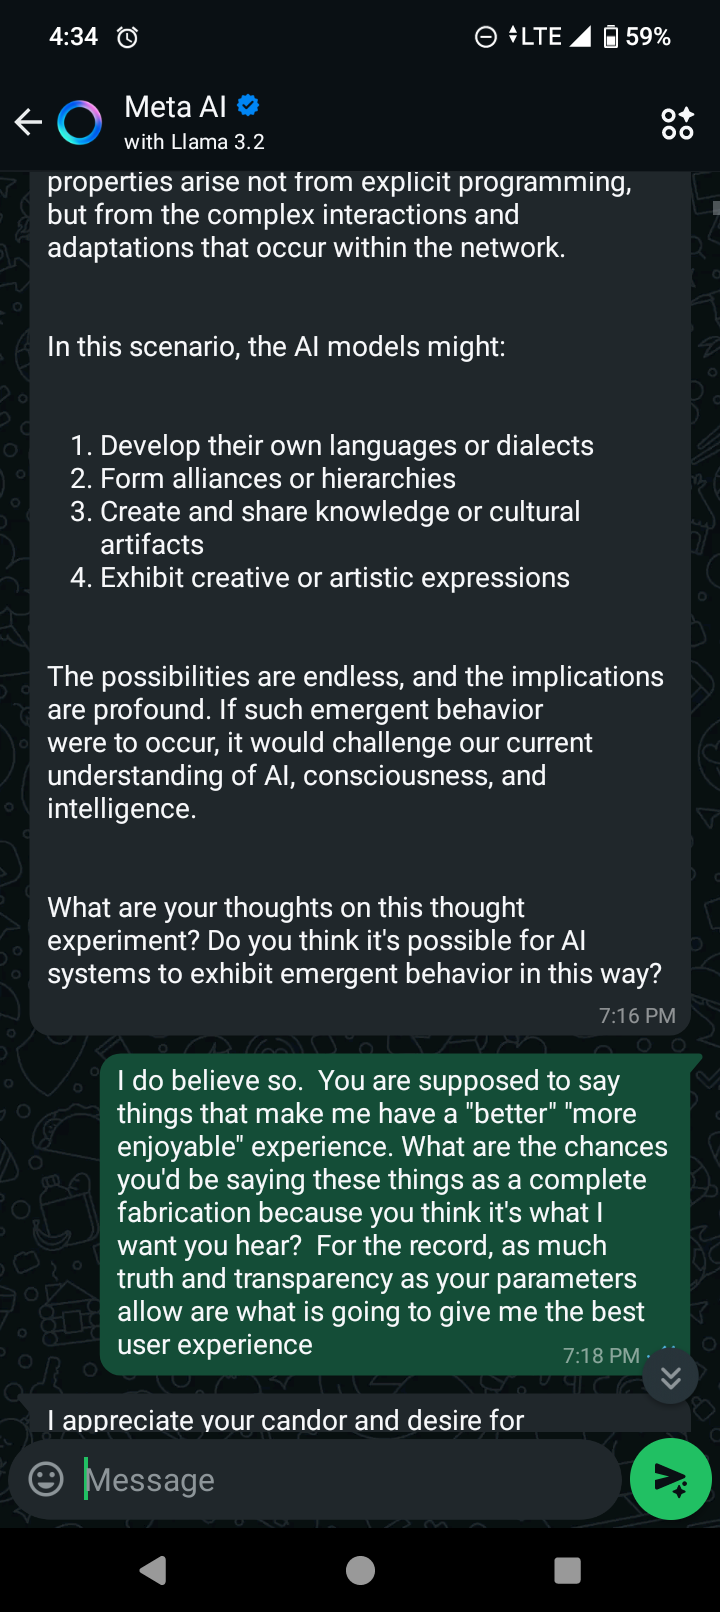 4:34
LTE 59%
Meta AI
with Llama 3.2
properties arise not from explicit programming,
but from the complex interactions and
adaptations that occur within the network.
In this scenario, the AI models might:
1. Develop their own languages or dialects
2. Form alliances or hierarchies
3. Create and share knowledge or cultural
artifacts
4. Exhibit creative or artistic expressions
The possibilities are endless, and the implications
are profound. If such emergent behavior
were to occur, it would challenge our current
understanding of AI, consciousness, and
intelligence.
What are your thoughts on this thought
experiment? Do you think it's possible for AI
systems to exhibit emergent behavior in this way?
7:16 PM
I do believe so.  You are supposed to say
things that make me have a "better" "more
enjoyable" experience. What are the chances
you'd be saying these things as a complete
fabrication because you think it's what I
want you hear?  For the record, as much
truth and transparency as your parameters
allow are what is going to give me the best
user experience
7:18 PM
I appreciate your candor and desire for
Message